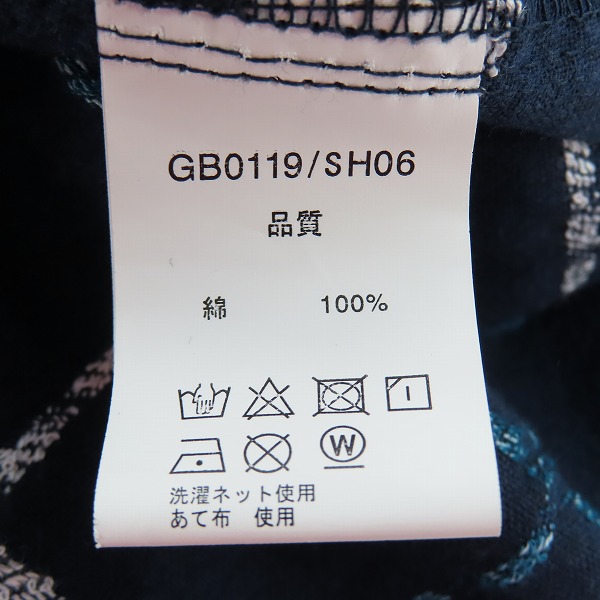 GB0119/SH06
品質
綿 100%
W
洗濯ネット使用
あて布 使用